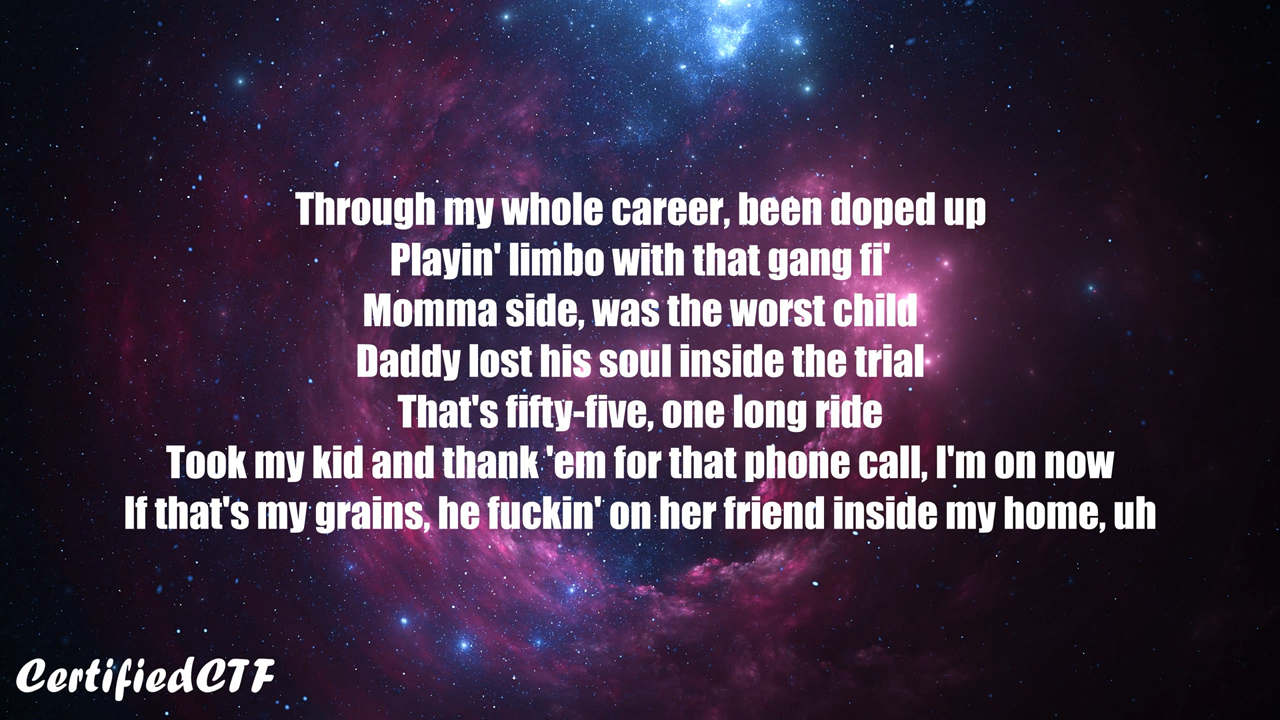 Through my whole career, been doped up
Playin' limbo with that gang fi'
Momma side, was the worst child
Daddy lost his soul inside the trial
That's fifty-five, one long ride
Took my kid and thank 'em for that phone call, I'm on now
If that's my grains, he fuckin' on her friend inside my home, uh
CertifiedCTF